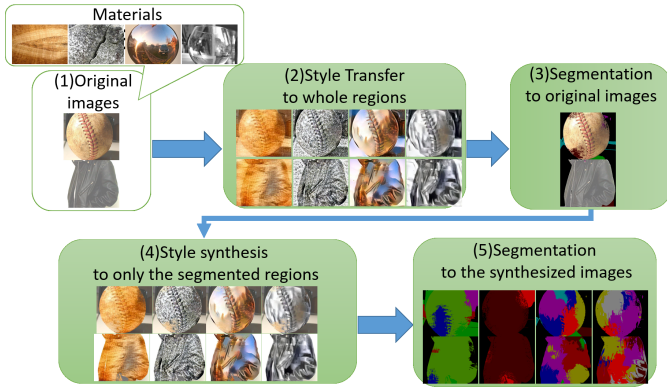 Materials
(1)Original
images
(2)Style Transfer
to whole regions
(3)Segmentation
to original images
(4)Style synthesis
to only the segmented regions
(5)Segmentation
to the synthesized images